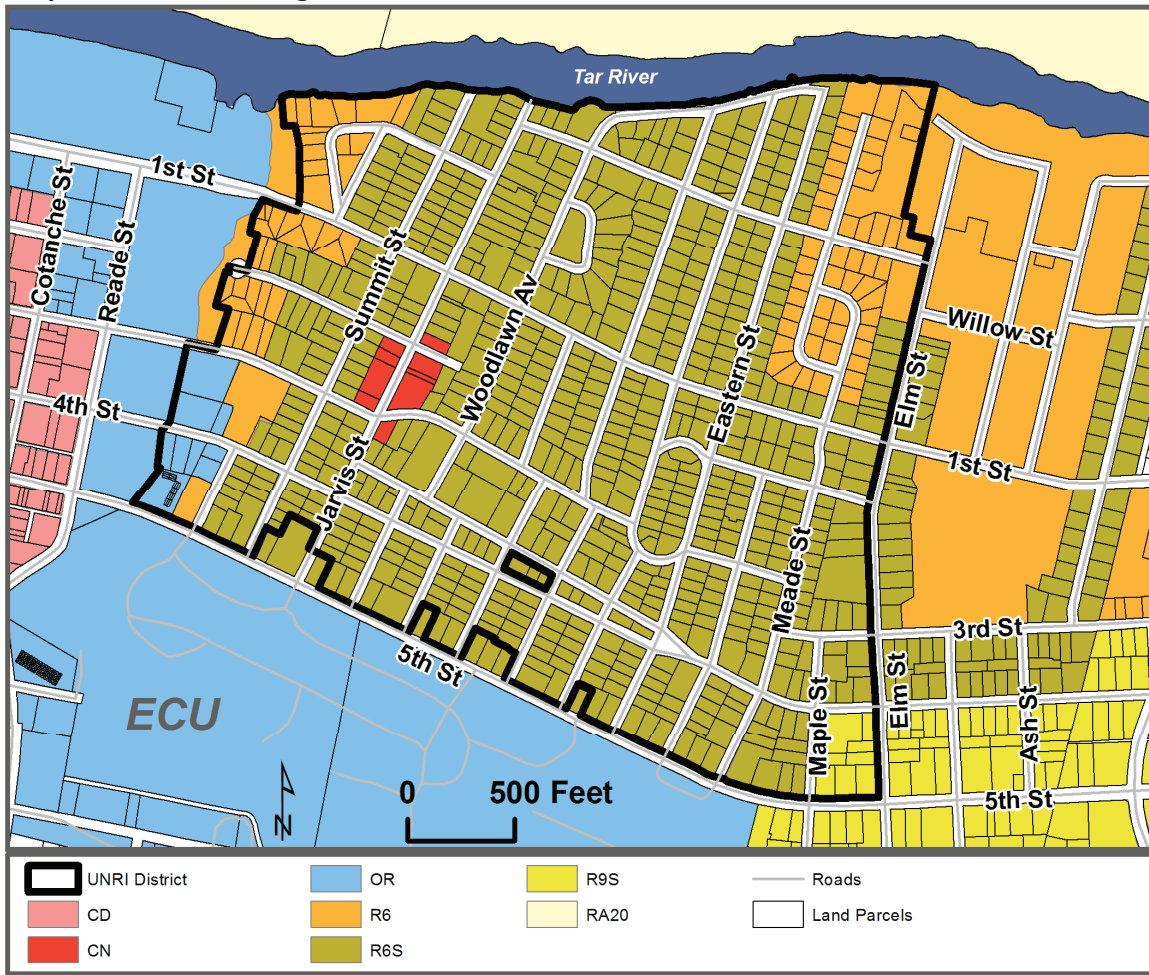 Tar River
1st St
Cotanche St
Reade St
Summit St
Woodlawn Av
Willow St
Eastern St
Elm St
4th St
1st St
Jarvis St
Meade St
3rd St
5th St
Elm St
ECU
Maple St
Ash St
0 500 Feet
5th St
N
UNRI District
CD
CN
OR
R6
R6S
R9S
RA20
Roads
Land Parcels